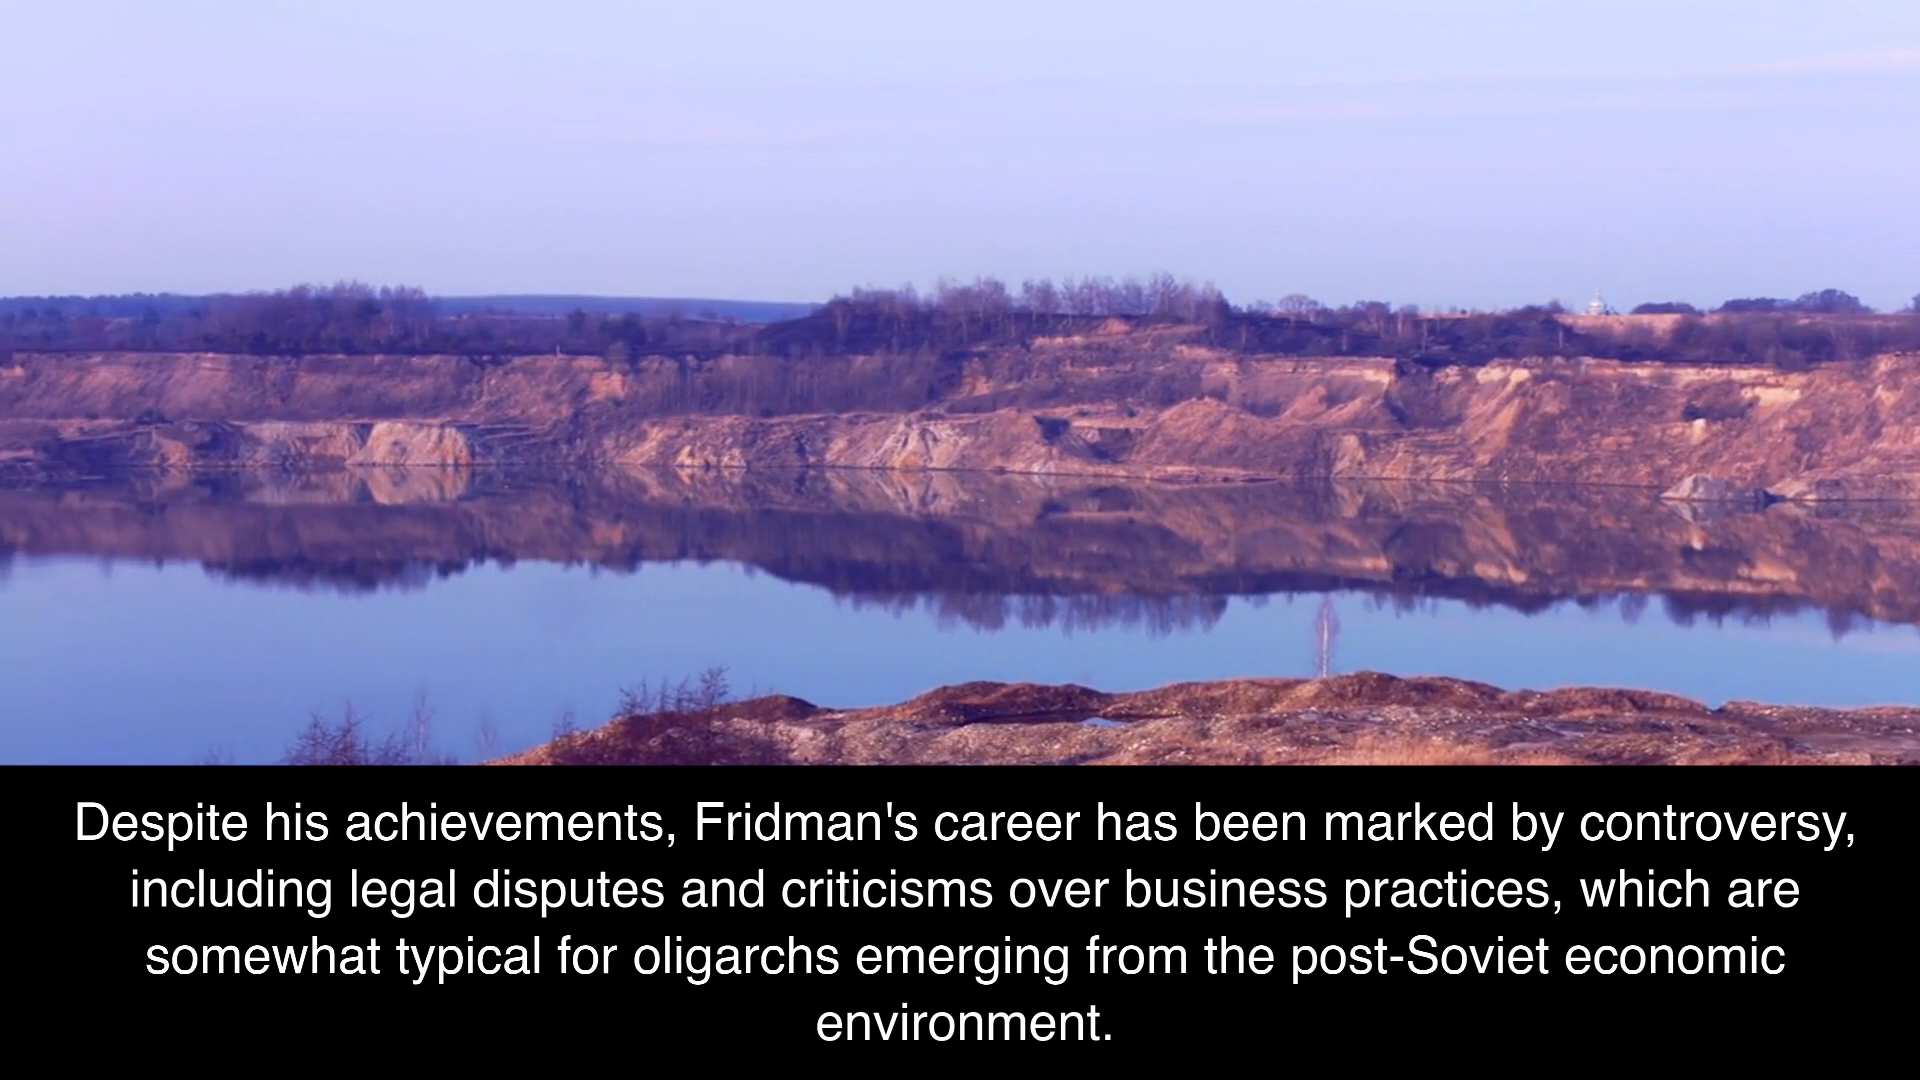 Despite his achievements, Fridman's career has been marked by controversy,
including legal disputes and criticisms over business practices, which are
somewhat typical for oligarchs emerging from the post-Soviet economic
environment.